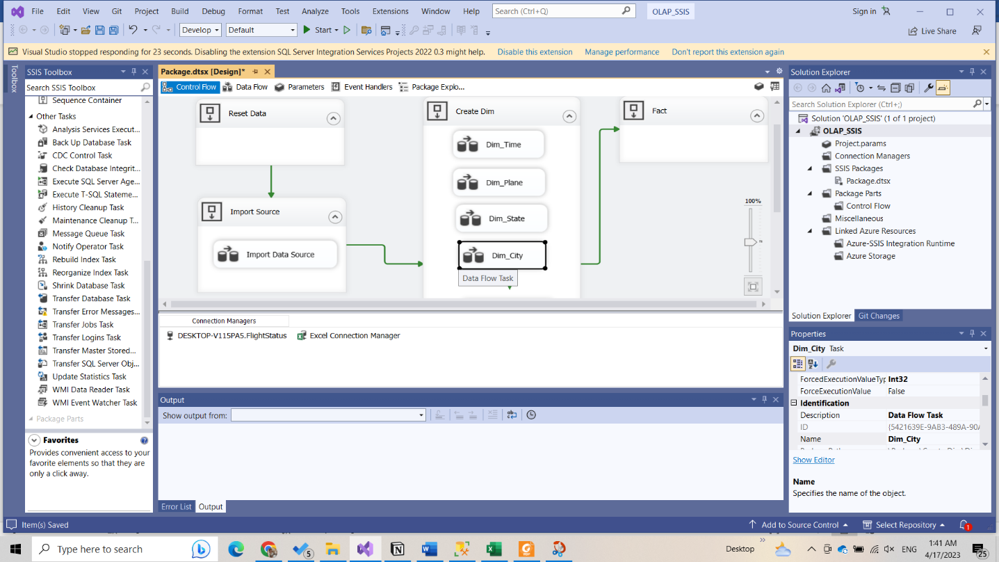 File Edit View Git Project Build Debug Format Test Analyze Tools Extensions Window Help Search (Ctrl+Q) OLAP_SSIS Sign in
Develop Default Start Live Share
Visual Studio stopped responding for 23 seconds. Disabling the extension SQL Server Integration Services Projects 2022 0.3 might help. Disable this extension Manage performance Don't report this extension again
Toolbox
SSIS Toolbox
Search SSIS Toolbox
Sequence Container
Other Tasks
Analysis Services Execut...
Back Up Database Task
CDC Control Task
Check Database Integrit...
Execute SQL Server Age...
Execute T-SQL Stateme...
History Cleanup Task
Maintenance Cleanup T...
Message Queue Task
Notify Operator Task
Rebuild Index Task
Reorganize Index Task
Shrink Database Task
Transfer Database Task
Transfer Error Messages...
Transfer Jobs Task
Transfer Logins Task
Transfer Master Stored...
Transfer SQL Server Obj...
Update Statistics Task
WMI Data Reader Task
WMI Event Watcher Task
Package Parts
Favorites
Provides convenient access to your
favorite elements so that they are
only a click away.
Package.dtsx [Design]*
Control Flow Data Flow Parameters Event Handlers Package Explo...
Reset Data
Import Source
Import Data Source
Create Dim
Dim_Time
Dim_Plane
Dim_State
Dim_City
Data Flow Task
Fact
100%
Connection Managers
DESKTOP-V115PA5.FlightStatus Excel Connection Manager
Output
Show output from:
Error List Output
Solution Explorer
Search Solution Explorer (Ctrl+;)
Solution 'OLAP_SSIS' (1 of 1 project)
OLAP_SSIS
Project.params
Connection Managers
SSIS Packages
Package.dtsx
Package Parts
Control Flow
Miscellaneous
Linked Azure Resources
Azure-SSIS Integration Runtime
Azure Storage
Solution Explorer Git Changes
Properties
Dim_City Task
ForcedExecutionValueTyp Int32
ForceExecutionValue False
Identification
Description Data Flow Task
ID {5421639E-9AB3-489A-90A
Name Dim_City
Show Editor
Name
Specifies the name of the object.
Item(s) Saved Add to Source Control Select Repository 1
Type here to search 5 Desktop ENG 1:41 AM
4/17/2023 25